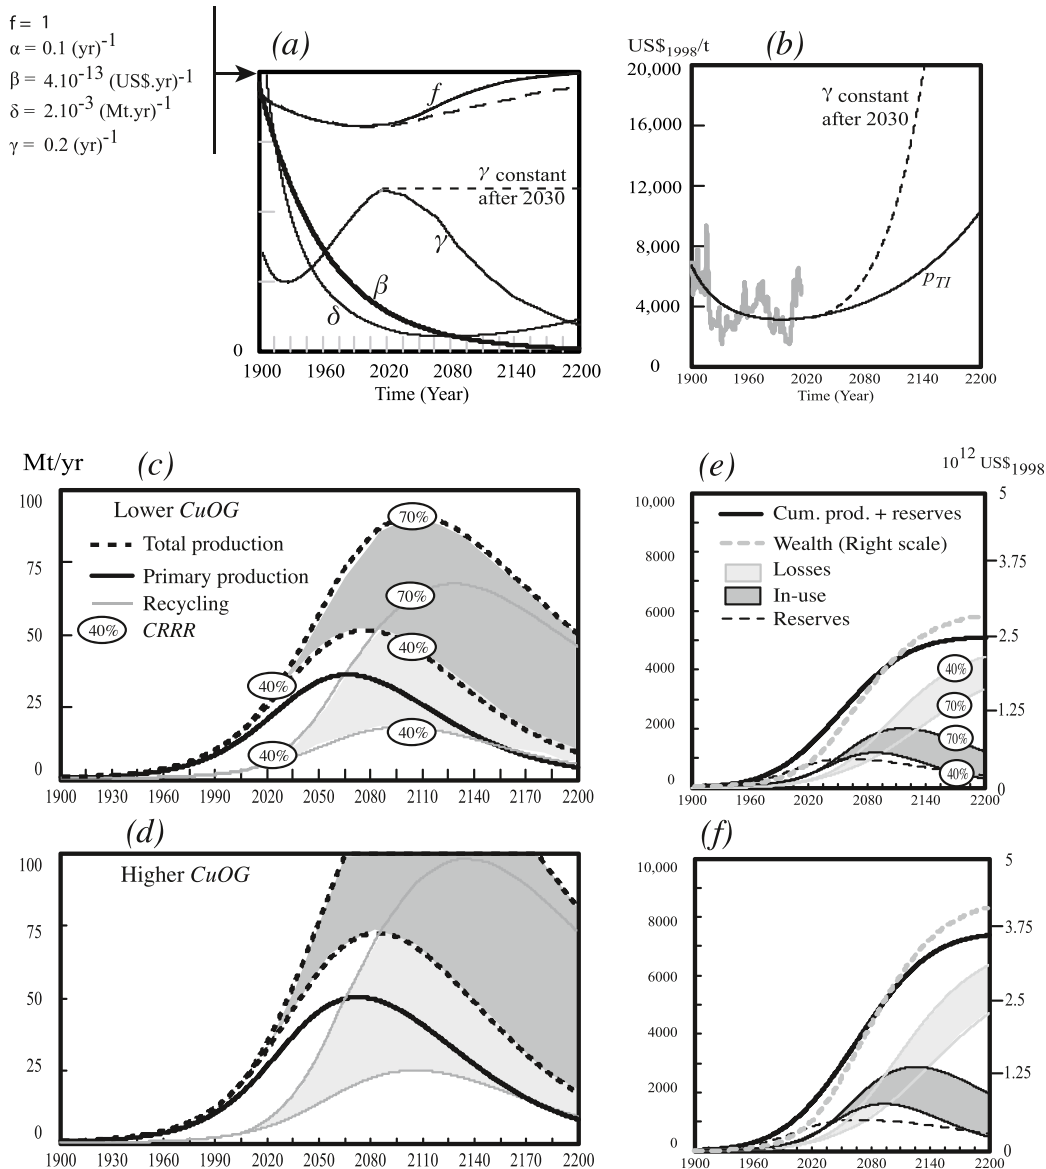 f = 1
α = 0.1 (yr)-1
β = 4.10-13 (US$.yr)-1
δ = 2.10-3 (Mt.yr)-1
γ = 0.2 (yr)-1
(a)
f
γ constant
after 2030
γ
β
δ
0
1900 1960 2020 2080 2140 2200
Time (Year)
US$1998/t
(b)
20,000
16,000
12,000
8,000
4,000
0
γ constant
after 2030
pTI
1900 1960 2020 2080 2140 2200
Time (Year)
Mt/yr
(c)
100
75
50
25
0
Lower CuOG
Total production
Primary production
Recycling
40% CRRR
70%
70%
40%
40%
40%
40%
1900 1930 1960 1990 2020 2050 2080 2110 2140 2170 2200
(e)
10^12 US$1998
10,000
8000
6000
4000
2000
0
5
3.75
2.5
1.25
0
Cum. prod. + reserves
Wealth (Right scale)
Losses
In-use
Reserves
40%
70%
70%
40%
1900 1960 2020 2080 2140 2200
(d)
100
75
50
25
0
Higher CuOG
1900 1930 1960 1990 2020 2050 2080 2110 2140 2170 2200
(f)
10,000
8000
6000
4000
2000
0
5
3.75
2.5
1.25
0
1900 1960 2020 2080 2140 2200